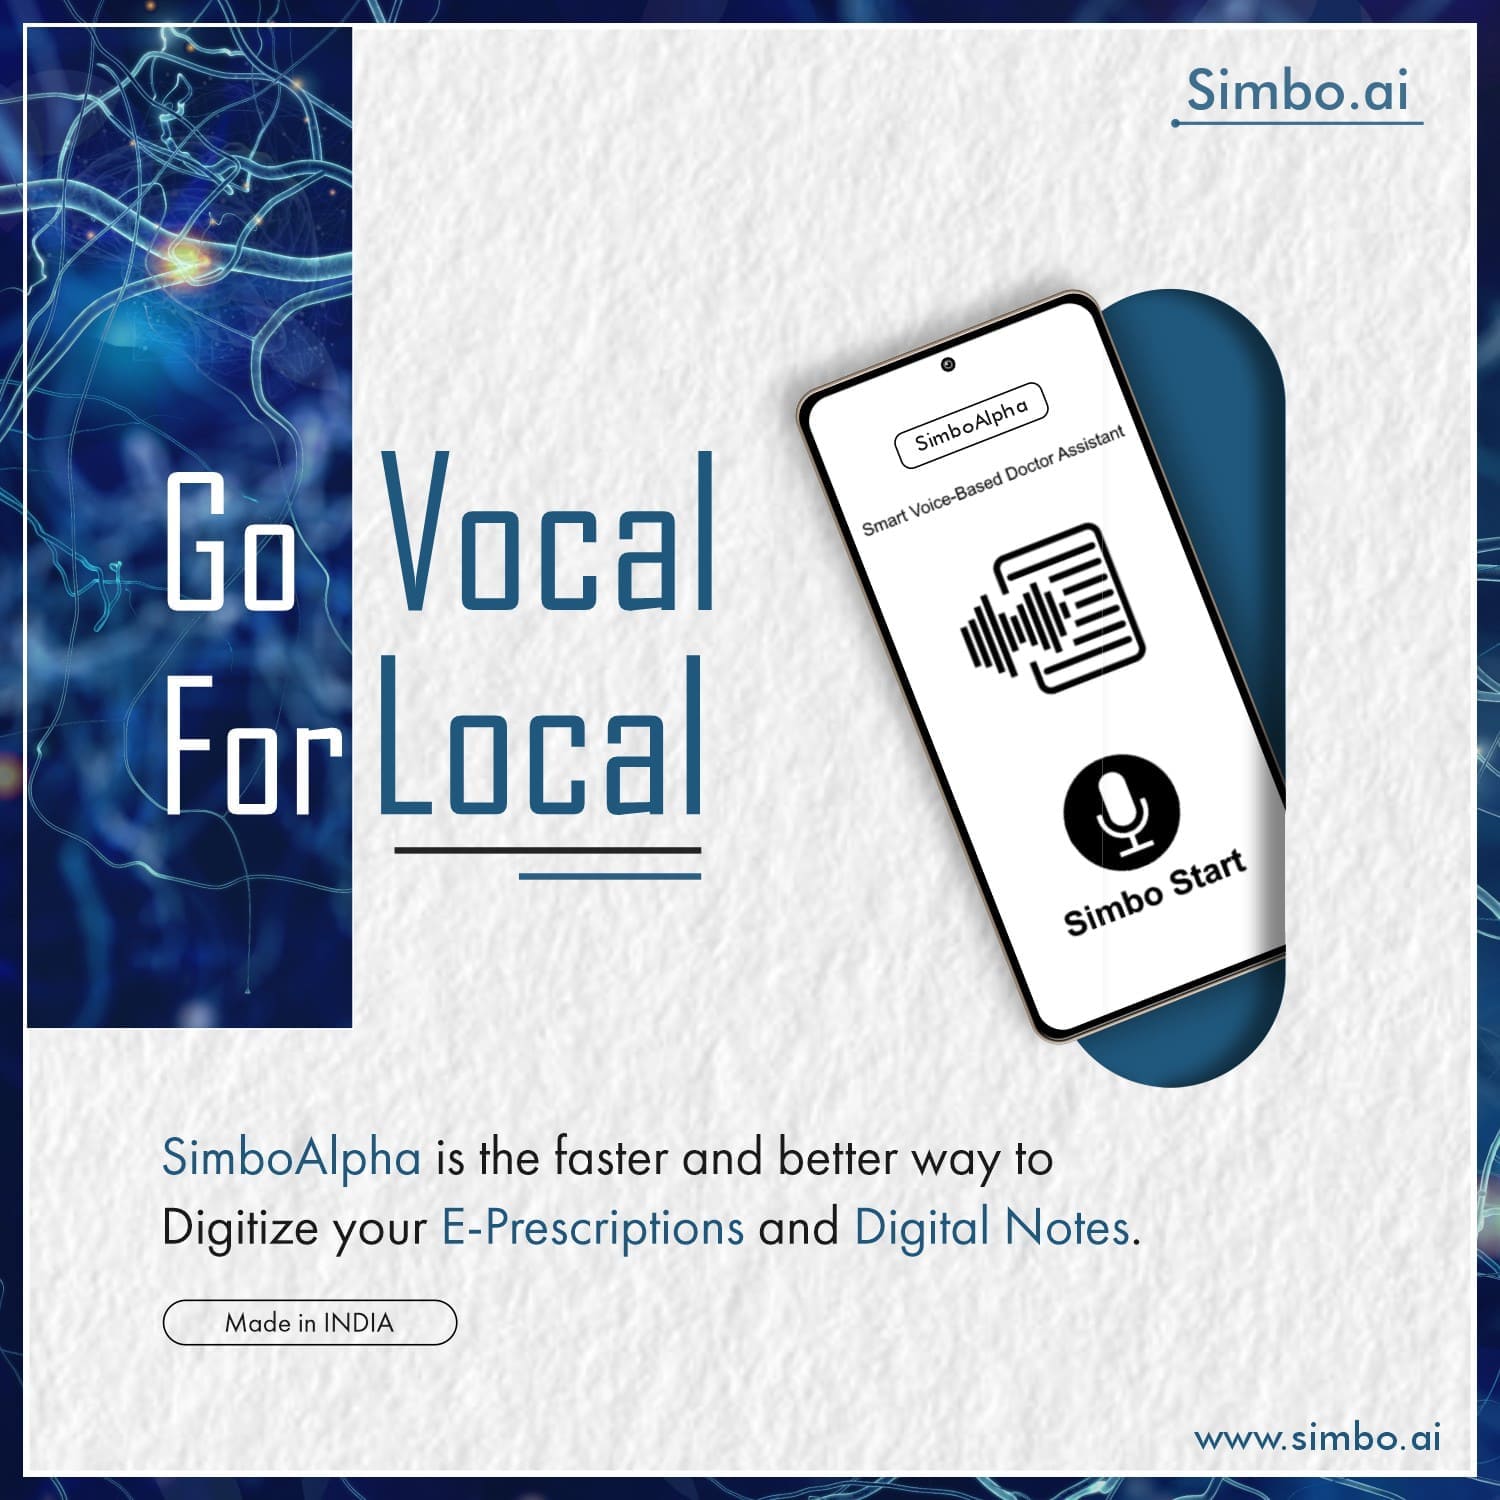 Simbo.ai
Go Vocal
For Local
SimboAlpha
Smart Voice-Based Doctor Assistant
Simbo Start
SimboAlpha is the faster and better way to
Digitize your E-Prescriptions and Digital Notes.
Made in INDIA
www.simbo.ai